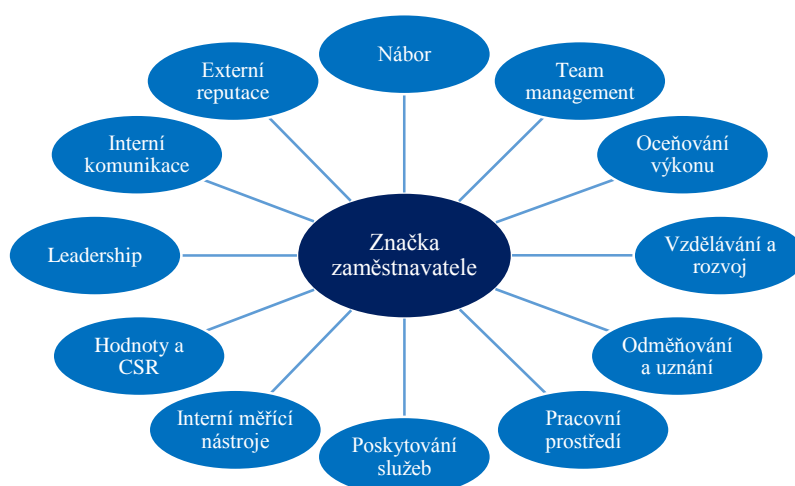 Nábor
Team
management
Oceňování
výkonu
Vzdělávání a
rozvoj
Odměňování
a uznání
Pracovní
prostředí
Poskytování
služeb
Interní měřící
nástroje
Hodnoty a
CSR
Leadership
Interní
komunikace
Externí
reputace
Značka
zaměstnavatele